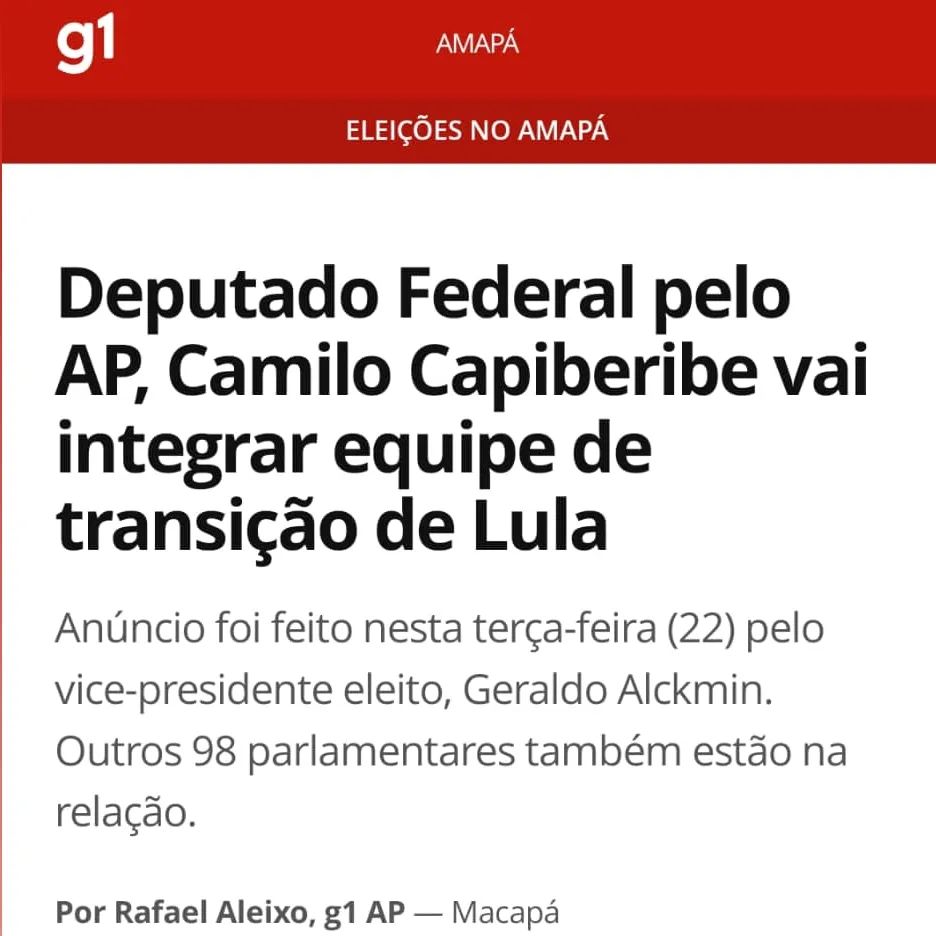 g1
AMAPÁ
ELEIÇÕES NO AMAPÁ
Deputado Federal pelo
AP, Camilo Capiberibe vai
integrar equipe de
transição de Lula
Anúncio foi feito nesta terça-feira (22) pelo
vice-presidente eleito, Geraldo Alckmin.
Outros 98 parlamentares também estão na
relação.
Por Rafael Aleixo, g1 AP — Macapá